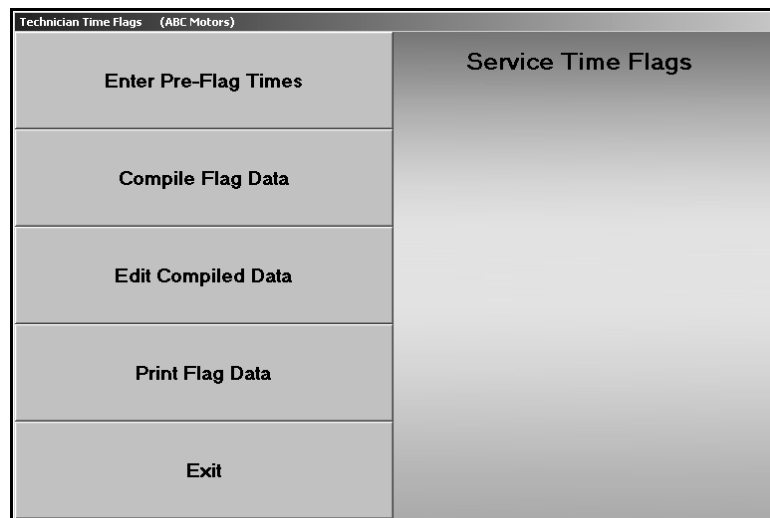 Technician Time Flags (ABC Motors)
Enter Pre-Flag Times
Service Time Flags
Compile Flag Data
Edit Compiled Data
Print Flag Data
Exit